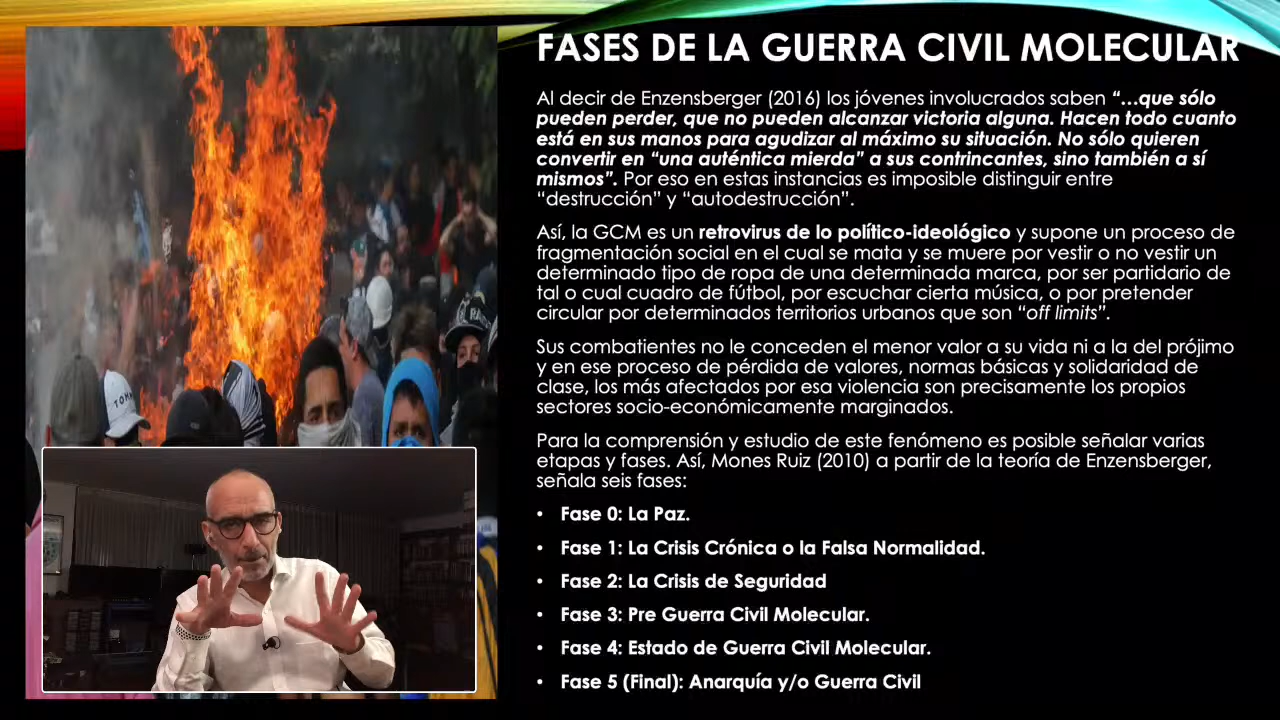 FASES DE LA GUERRA CIVIL MOLECULAR
Al decir de Enzensberger (2016) los jóvenes involucrados saben “…que sólo
pueden perder, que no pueden alcanzar victoria alguna. Hacen todo cuanto
está en sus manos para agudizar al máximo su situación. No sólo quieren
convertir en “una auténtica mierda” a sus contrincantes, sino también a sí
mismos”. Por eso en estas instancias es imposible distinguir entre
“destrucción” y “autodestrucción”.
Así, la GCM es un retrovirus de lo político-ideológico y supone un proceso de
fragmentación social en el cual se mata y se muere por vestir o no vestir un
determinado tipo de ropa de una determinada marca, por ser partidario de
tal o cual cuadro de fútbol, por escuchar cierta música, o por pretender
circular por determinados territorios urbanos que son “off limits”.
Sus combatientes no le conceden el menor valor a su vida ni a la del prójimo
y en ese proceso de pérdida de valores, normas básicas y solidaridad de
clase, los más afectados por esa violencia son precisamente los propios
sectores socio-económicamente marginados.
Para la comprensión y estudio de este fenómeno es posible señalar varias
etapas y fases. Así, Mones Ruiz (2010) a partir de la teoría de Enzensberger,
señala seis fases:
• Fase 0: La Paz.
• Fase 1: La Crisis Crónica o la Falsa Normalidad.
• Fase 2: La Crisis de Seguridad
• Fase 3: Pre Guerra Civil Molecular.
• Fase 4: Estado de Guerra Civil Molecular.
• Fase 5 (Final): Anarquía y/o Guerra Civil